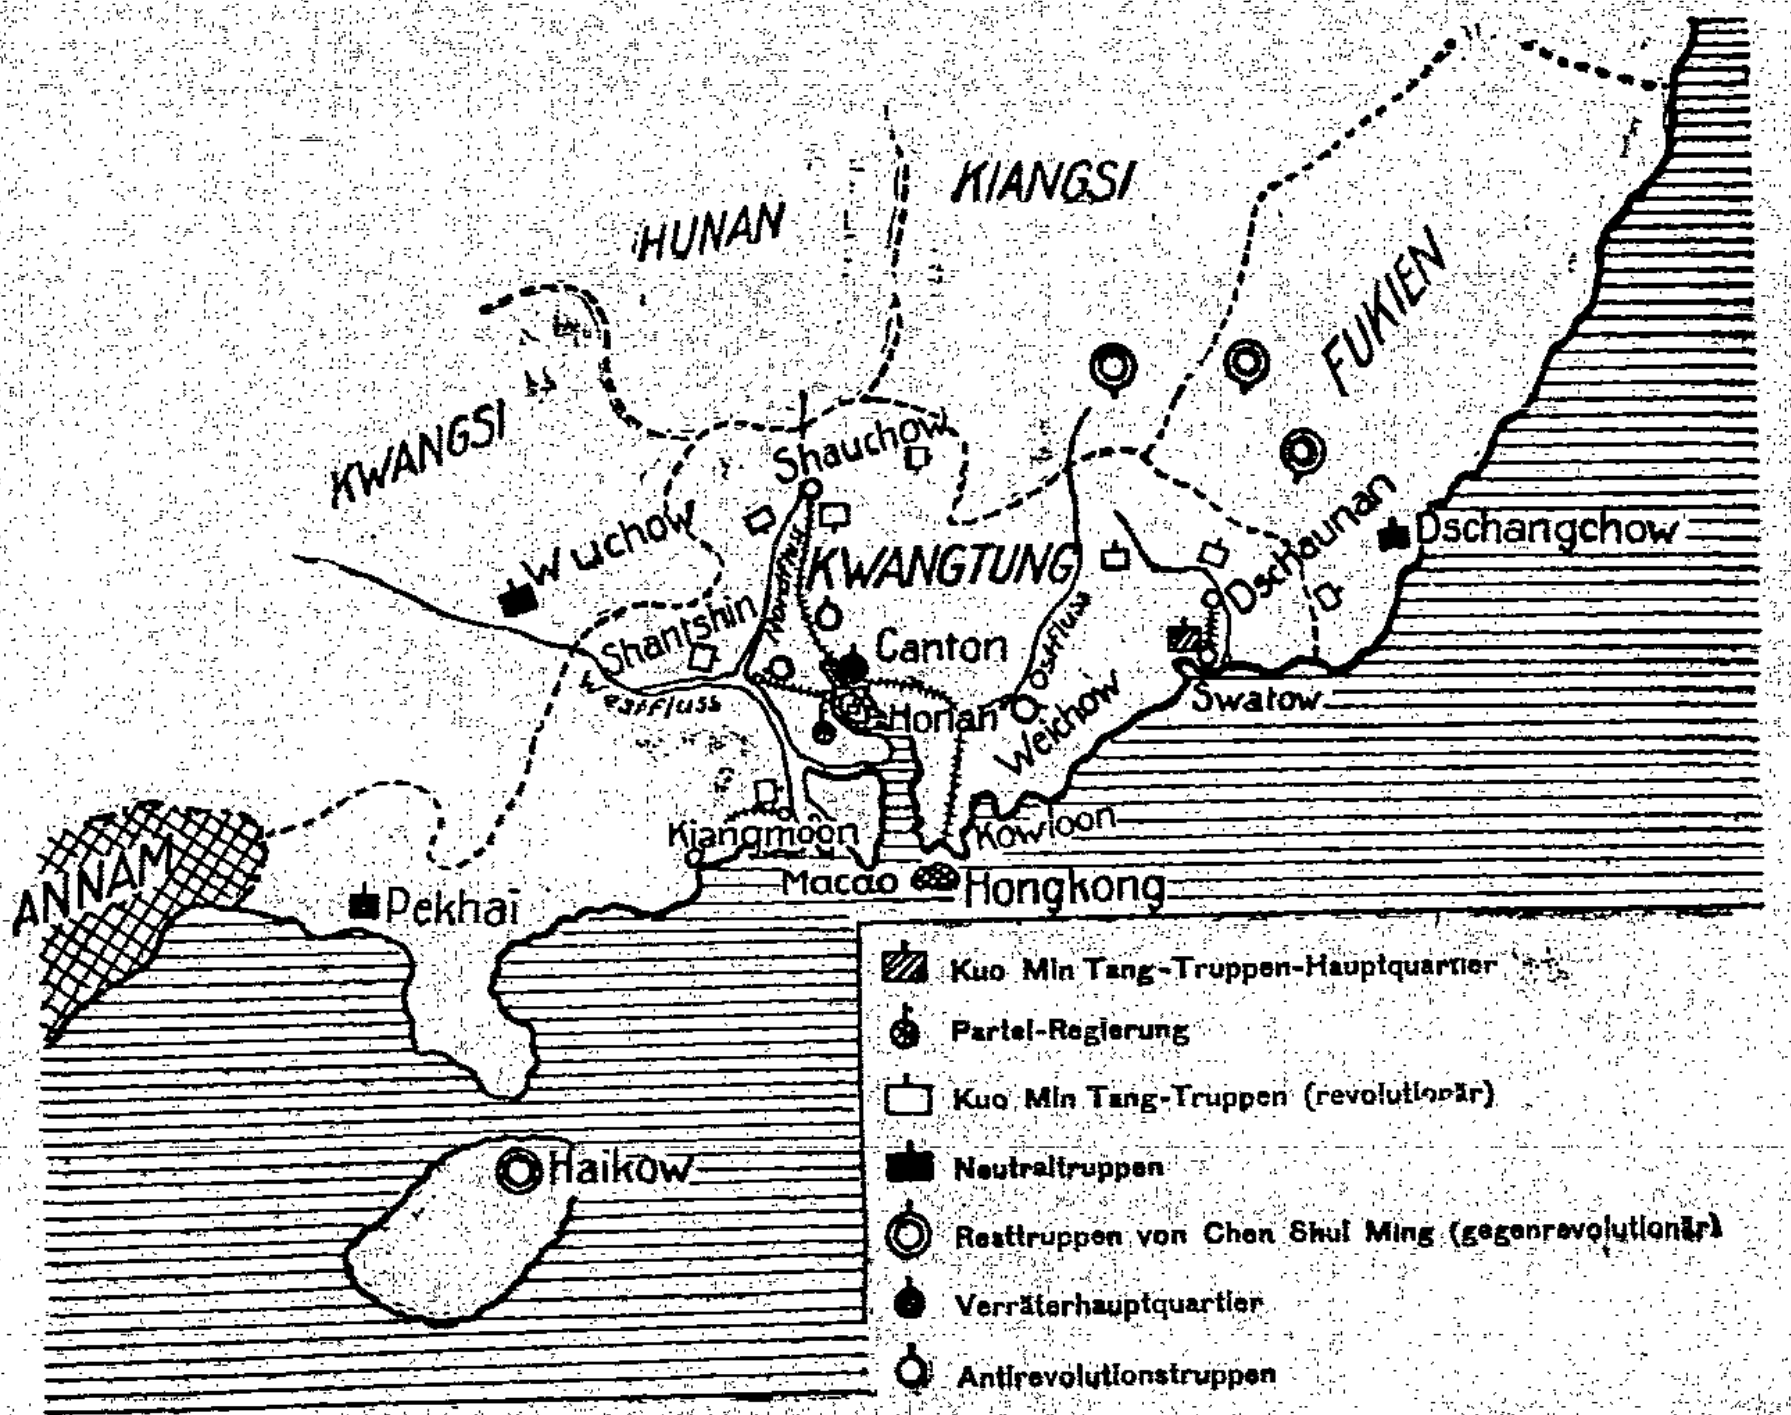 KIANGSI
HUNAN
FUKIEN
KWANGSI
Shauchow
Wuchow
Dschangchow
Dschaunan
KWANGTUNG
Nordfluss
Shantshin
Ostfluss
Canton
Westfluss
Honan
Weichow
Swatow
Kiangmoon
Kowloon
ANNAM
Macao
Hongkong
Pekhai
Haikow
Kuo Min Tang-Truppen-Hauptquartier
Partei-Regierung
Kuo Min Tang-Truppen (revolutionär)
Neutraltruppen
Resttruppen von Chen Shui Ming (gegenrevolutionär)
Verräterhauptquartier
Antirevolutionstruppen